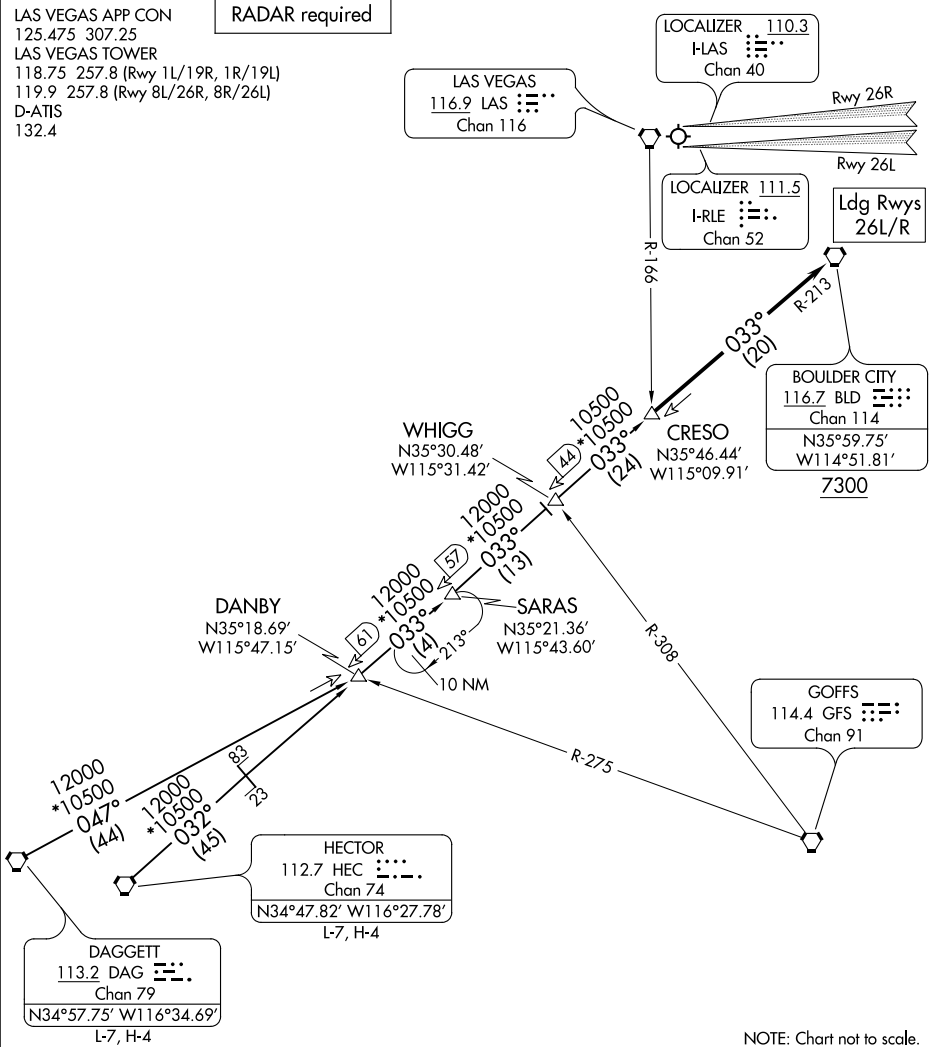 LAS VEGAS APP CON
125.475 307.25
LAS VEGAS TOWER
118.75 257.8 (Rwy 1L/19R, 1R/19L)
119.9 257.8 (Rwy 8L/26R, 8R/26L)
D-ATIS
132.4
RADAR required
LAS VEGAS
116.9 LAS
Chan 116
LOCALIZER 110.3
I-LAS
Chan 40
Rwy 26R
Rwy 26L
LOCALIZER 111.5
I-RLE
Chan 52
Ldg Rwys
26L/R
R-166
R-213
033°
(20)
BOULDER CITY
116.7 BLD
Chan 114
N35°59.75'
W114°51.81'
7300
CRESO
N35°46.44'
W115°09.91'
10500
*10500
033°
(24)
44
WHIGG
N35°30.48'
W115°31.42'
12000
*10500
033°
(13)
57
SARAS
N35°21.36'
W115°43.60'
12000
*10500
033°
(4)
61
213°
10 NM
DANBY
N35°18.69'
W115°47.15'
R-308
R-275
GOFFS
114.4 GFS
Chan 91
12000
*10500
047°
(44)
12000
*10500
032°
(45)
83
23
HECTOR
112.7 HEC
Chan 74
N34°47.82' W116°27.78'
L-7, H-4
DAGGETT
113.2 DAG
Chan 79
N34°57.75' W116°34.69'
L-7, H-4
NOTE: Chart not to scale.